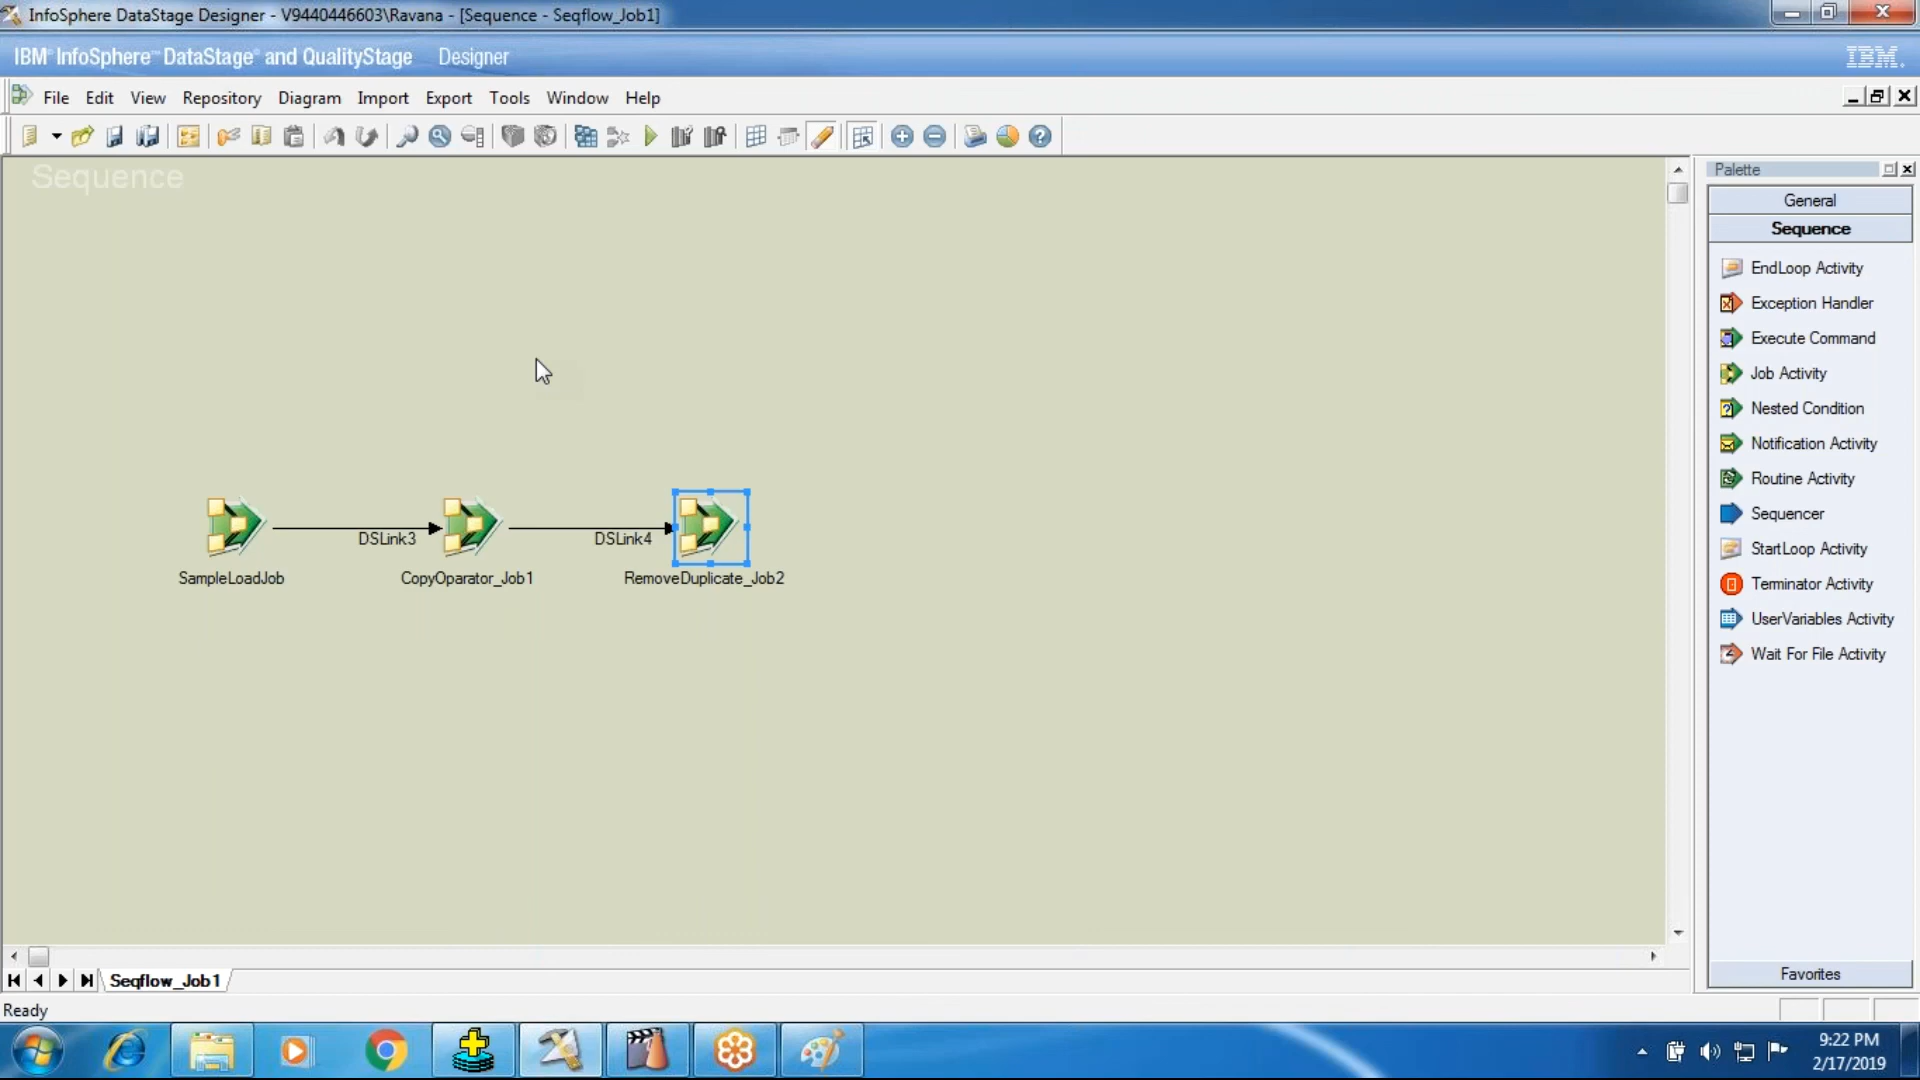 InfoSphere DataStage Designer - V9440446603\Ravana - [Sequence - Seqflow_Job1]
IBM® InfoSphere™ DataStage® and QualityStage Designer
IBM.
File Edit View Repository Diagram Import Export Tools Window Help
Sequence
Palette
General
Sequence
EndLoop Activity
Exception Handler
Execute Command
Job Activity
Nested Condition
Notification Activity
Routine Activity
Sequencer
StartLoop Activity
Terminator Activity
UserVariables Activity
Wait For File Activity
DSLink3
DSLink4
SampleLoadJob
CopyOparator_Job1
RemoveDuplicate_Job2
Favorites
Seqflow_Job1
Ready
9:22 PM
2/17/2019